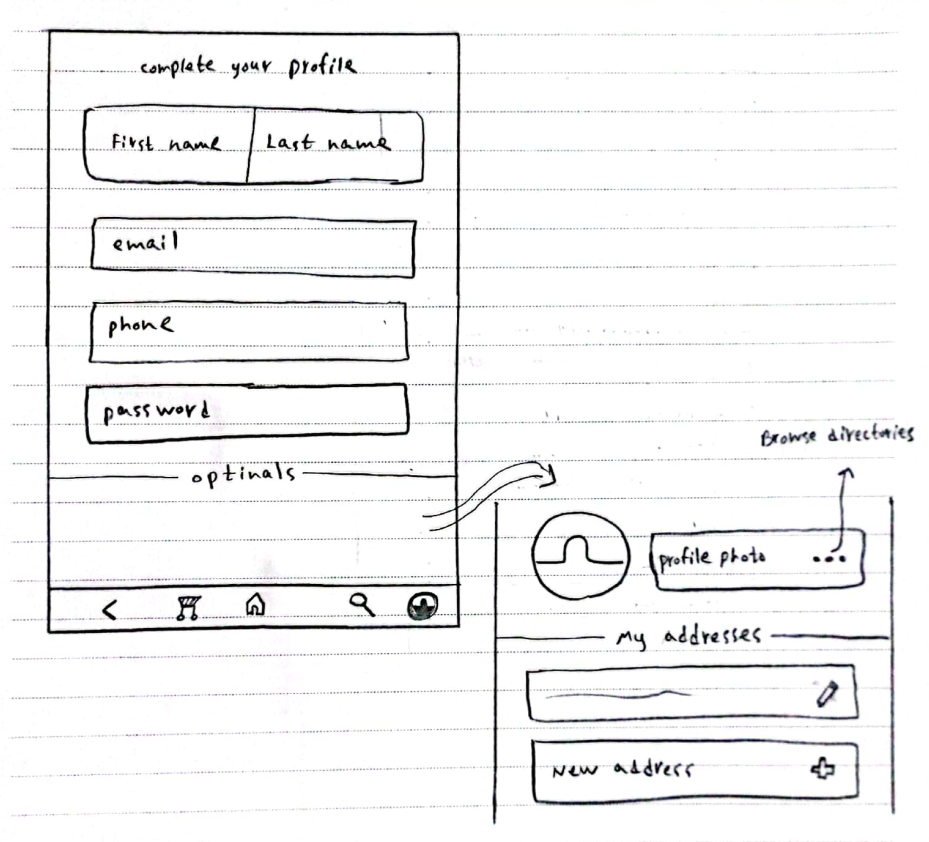 complete your profile
First name Last name
email
phone
password
optinals
Browse directories
profile photo ...
My addresses
New address